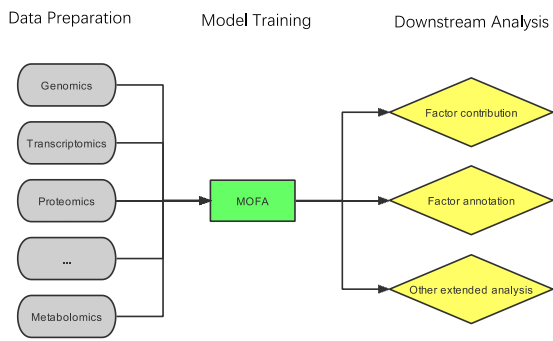 Data Preparation
Model Training
Downstream Analysis
Genomics
Transcriptomics
Proteomics
...
Metabolomics
MOFA
Factor contribution
Factor annotation
Other extended analysis